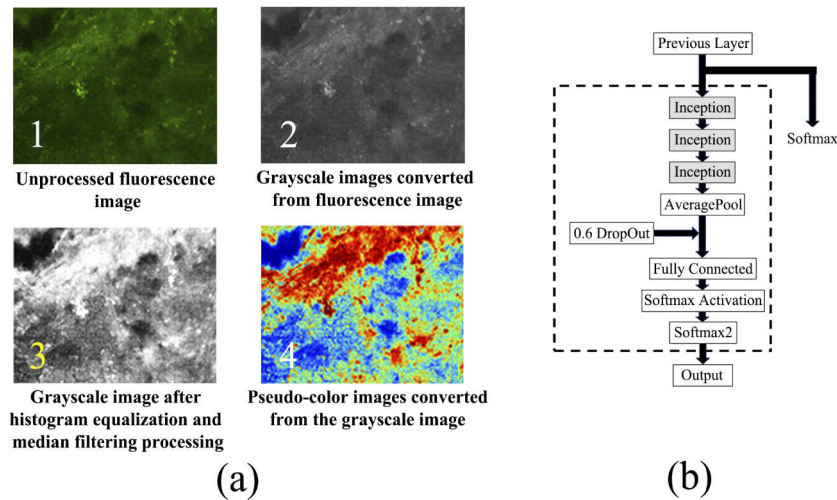 1
Unprocessed fluorescence
image
2
Grayscale images converted
from fluorescence image
3
Grayscale image after
histogram equalization and
median filtering processing
4
Pseudo-color images converted
from the grayscale image
(a)
Previous Layer
Inception
Softmax
Inception
Inception
AveragePool
0.6 DropOut
Fully Connected
Softmax Activation
Softmax2
Output
(b)